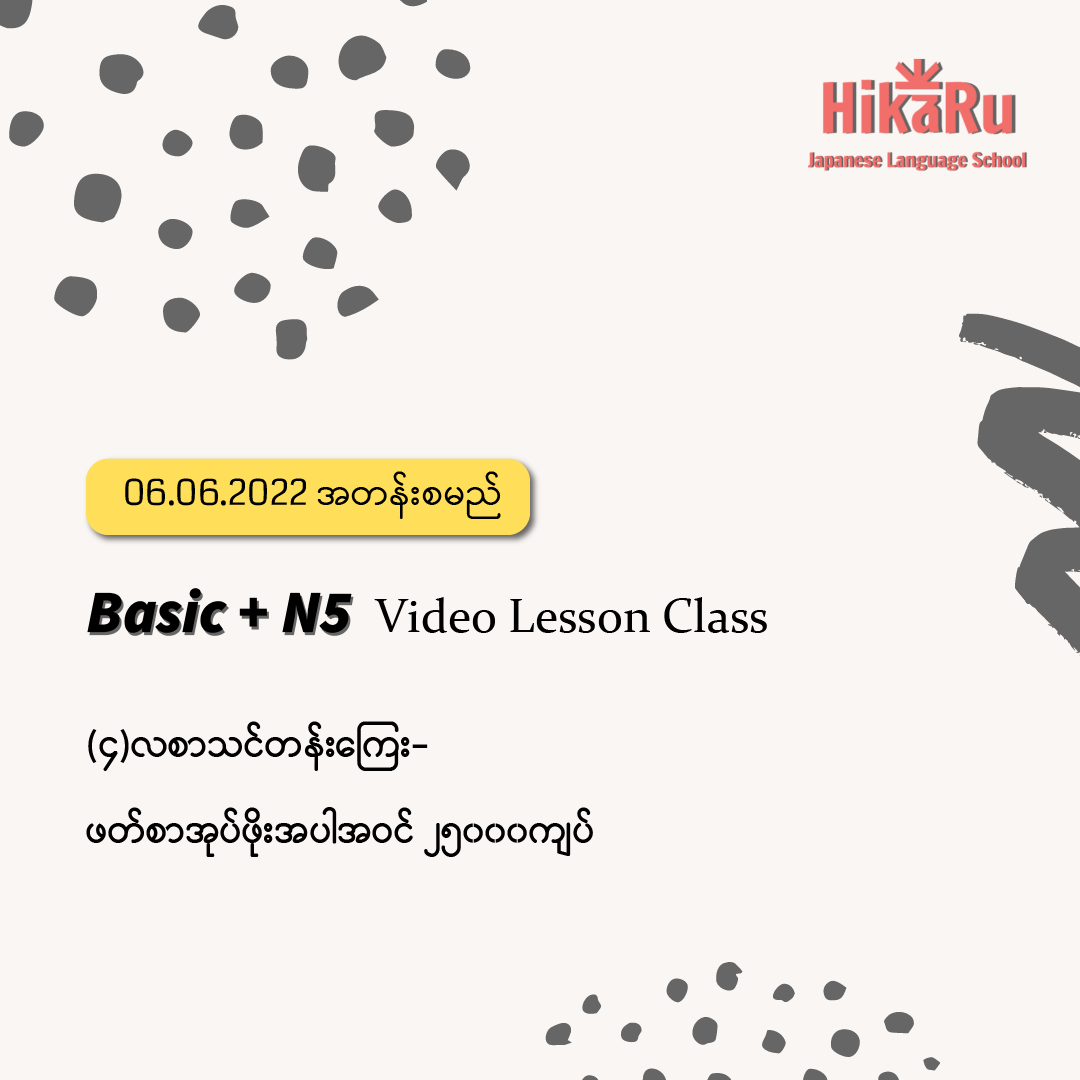 HikaRu
Japanese Language School
06.06.2022 အတန်းစမည်
Basic + N5 Video Lesson Class
(၄)လစာသင်တန်းကြေး-
ဖတ်စာအုပ်ဖိုးအပါအဝင် ၂၅၀၀၀ကျပ်